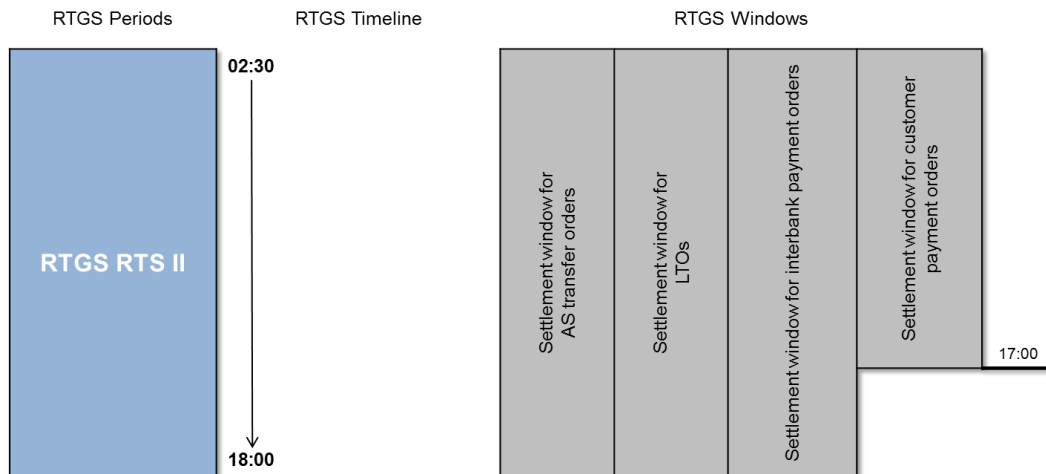 RTGS Periods
RTGS Timeline
RTGS Windows
02:30
RTGS RTS II
18:00
Settlement window for
AS transfer orders
Settlement window for
LTOs
Settlement window for interbank payment orders
Settlement window for customer
payment orders
17:00